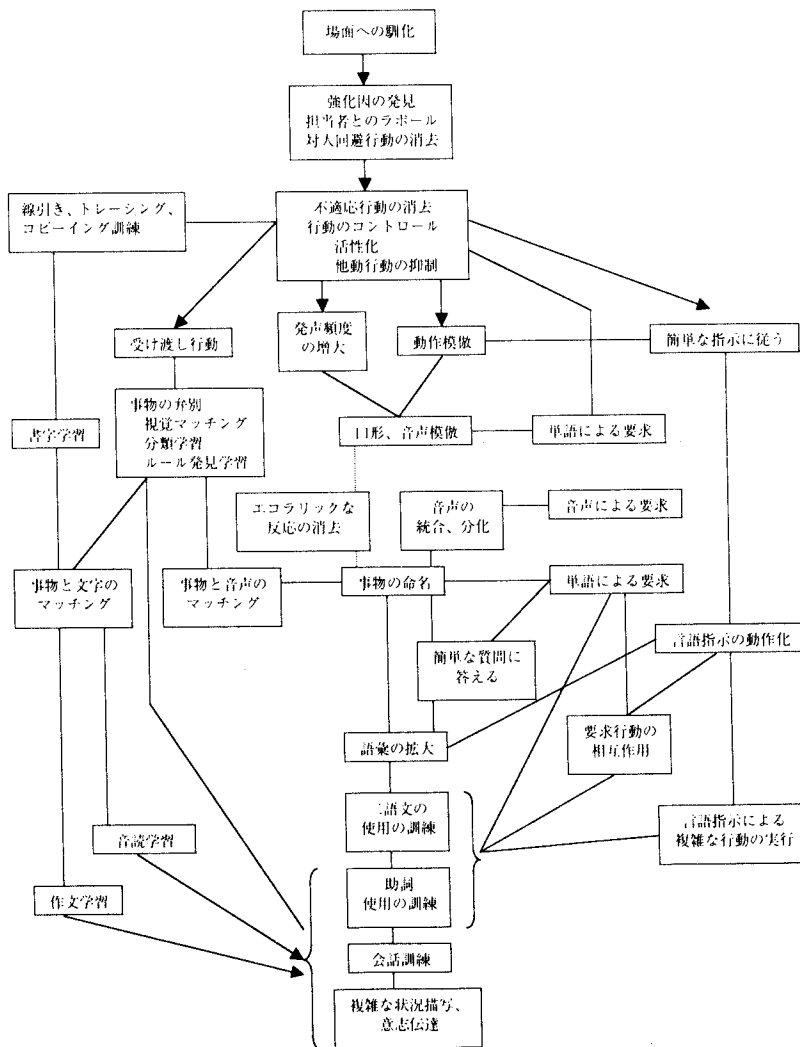 場面への馴化
強化因の発見
担当者とのラポール
対人回避行動の消去
線引き、トレーシング、
コピーイング訓練
不適応行動の消去
行動のコントロール
活性化
他動行動の抑制
受け渡し行動
発声頻度
の増大
動作模倣
簡単な指示に従う
書字学習
事物の弁別
視覚マッチング
分類学習
ルール発見学習
口形、音声模倣
単語による要求
エコラリックな
反応の消去
音声の
統合、分化
音声による要求
事物と文字の
マッチング
事物と音声の
マッチング
事物の命名
単語による要求
簡単な質問に
答える
言語指示の動作化
語彙の拡大
要求行動の
相互作用
二語文の
使用の訓練
言語指示による
複雑な行動の実行
音読学習
作文学習
助詞
使用の訓練
会話訓練
複雑な状況描写、
意志伝達